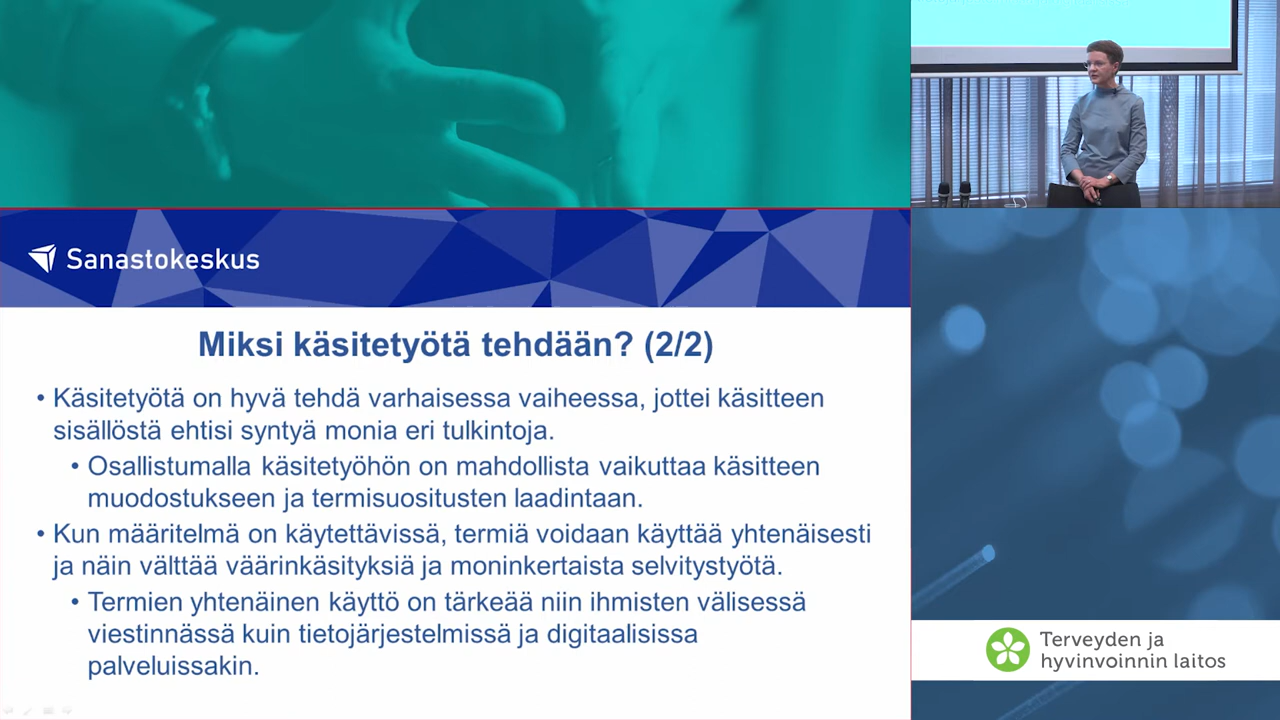 Sanastokeskus
Miksi käsitetyötä tehdään? (2/2)
• Käsitetyötä on hyvä tehdä varhaisessa vaiheessa, jottei käsitteen
sisällöstä ehtisi syntyä monia eri tulkintoja.
• Osallistumalla käsitetyöhön on mahdollista vaikuttaa käsitteen
muodostukseen ja termisuositusten laadintaan.
• Kun määritelmä on käytettävissä, termiä voidaan käyttää yhtenäisesti
ja näin välttää väärinkäsityksiä ja moninkertaista selvitystyötä.
• Termien yhtenäinen käyttö on tärkeää niin ihmisten välisessä
viestinnässä kuin tietojärjestelmissä ja digitaalisissa
palveluissakin.
Terveyden ja
hyvinvoinnin laitos